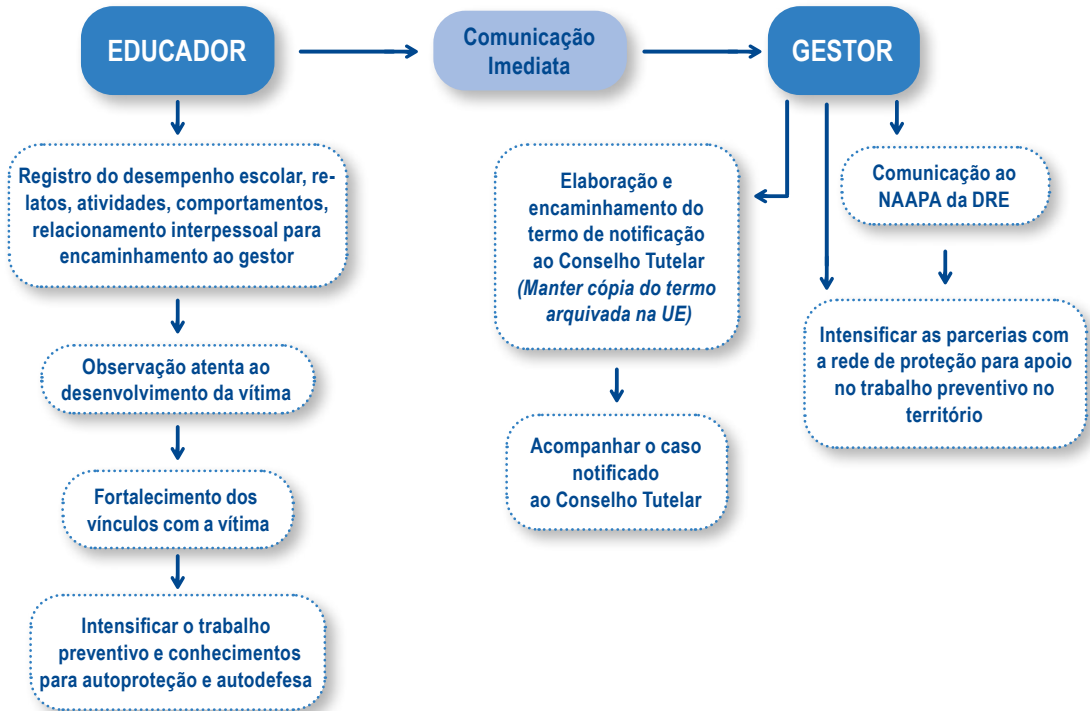 EDUCADOR
Comunicação
Imediata
GESTOR
Registro do desempenho escolar, re-
latos, atividades, comportamentos,
relacionamento interpessoal para
encaminhamento ao gestor
Observação atenta ao
desenvolvimento da vítima
Fortalecimento dos
vínculos com a vítima
Intensificar o trabalho
preventivo e conhecimentos
para autoproteção e autodefesa
Elaboração e
encaminhamento do
termo de notificação
ao Conselho Tutelar
(Manter cópia do termo
arquivada na UE)
Acompanhar o caso
notificado
ao Conselho Tutelar
Comunicação ao
NAAPA da DRE
Intensificar as parcerias com
a rede de proteção para apoio
no trabalho preventivo no
território